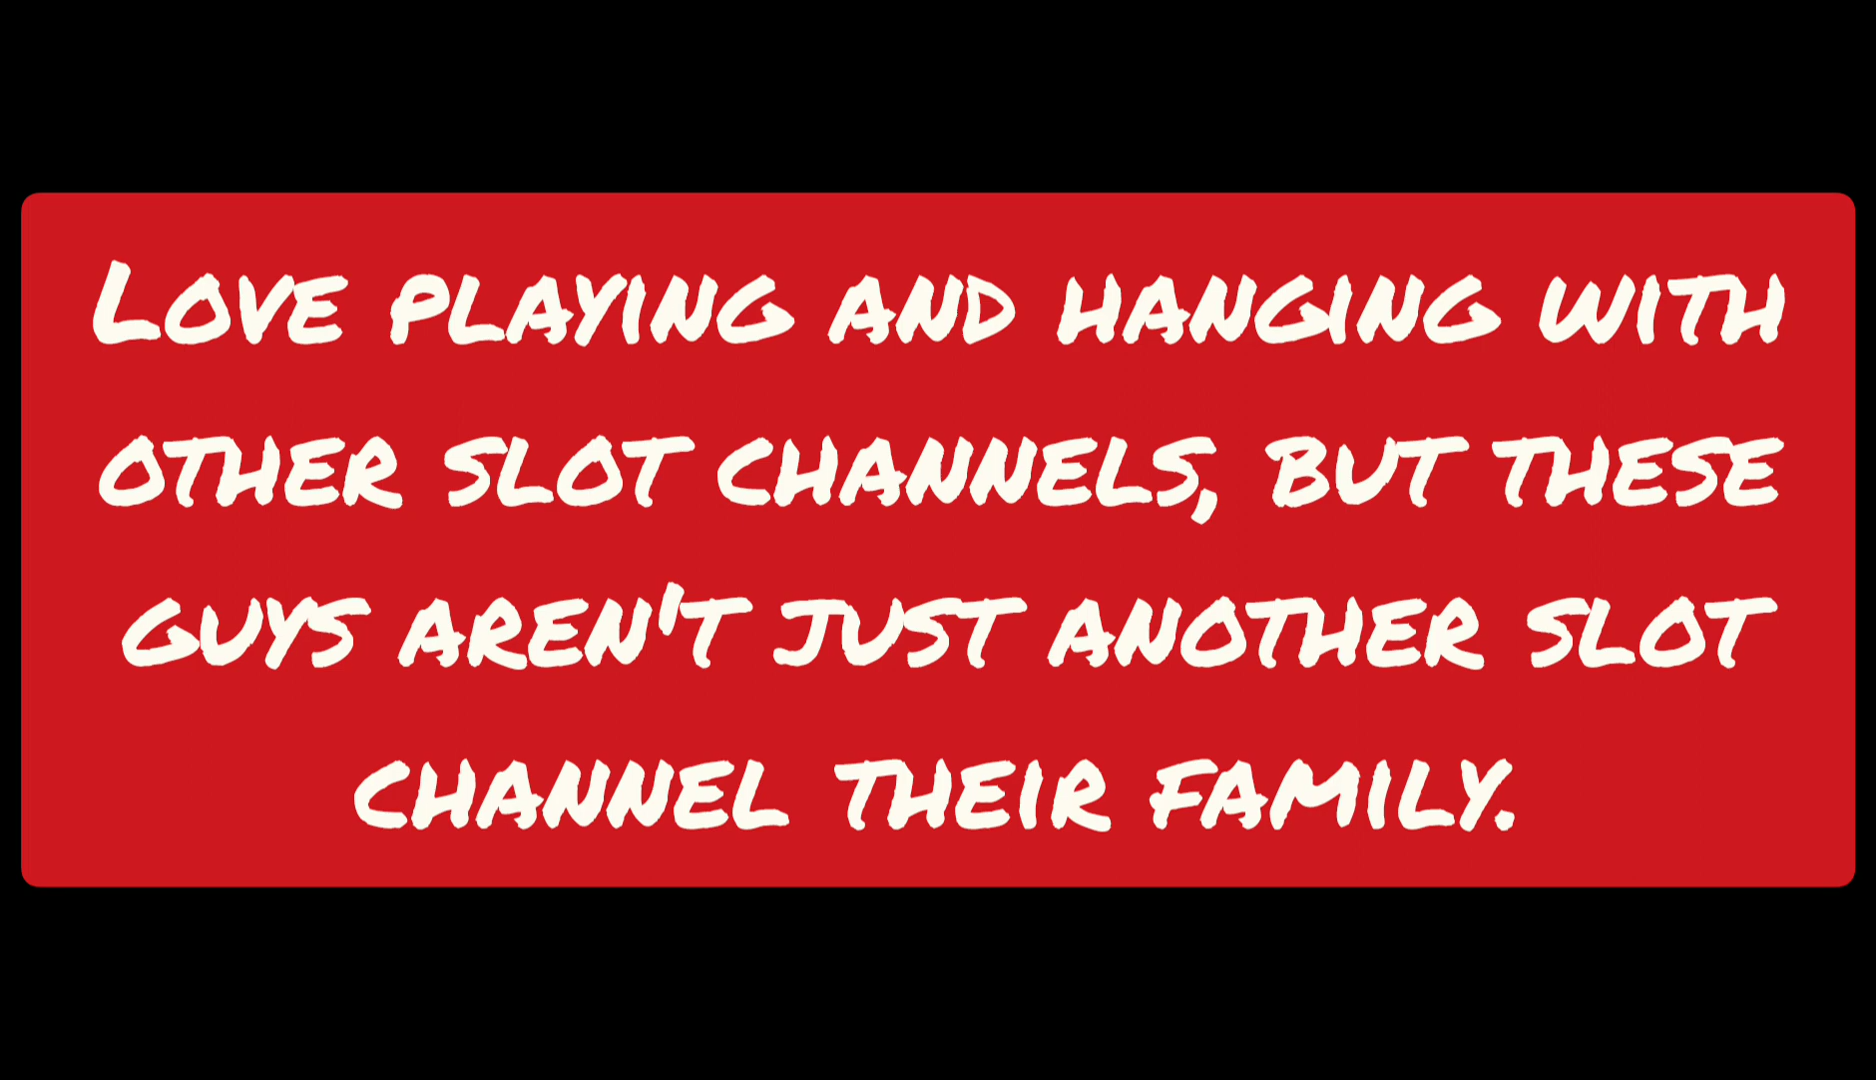 Love playing and hanging with
other slot channels, but these
guys aren't just another slot
channel their family.